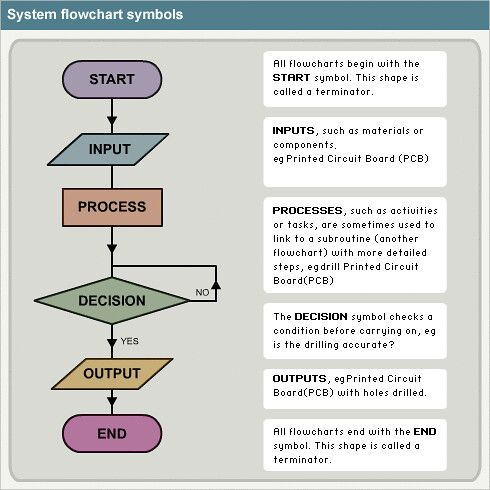 System flowchart symbols
START
All flowcharts begin with the
START symbol. This shape is
called a terminator.
INPUT
INPUTS, such as materials or
components,
eg Printed Circuit Board (PCB)
PROCESS
PROCESSES, such as activities
or tasks, are sometimes used to
link to a subroutine (another
flowchart) with more detailed
steps, eg drill Printed Circuit
Board(PCB)
DECISION
NO
YES
The DECISION symbol checks a
condition before carrying on, eg
is the drilling accurate?
OUTPUT
OUTPUTS, eg Printed Circuit
Board(PCB) with holes drilled.
END
All flowcharts end with the END
symbol. This shape is called a
terminator.